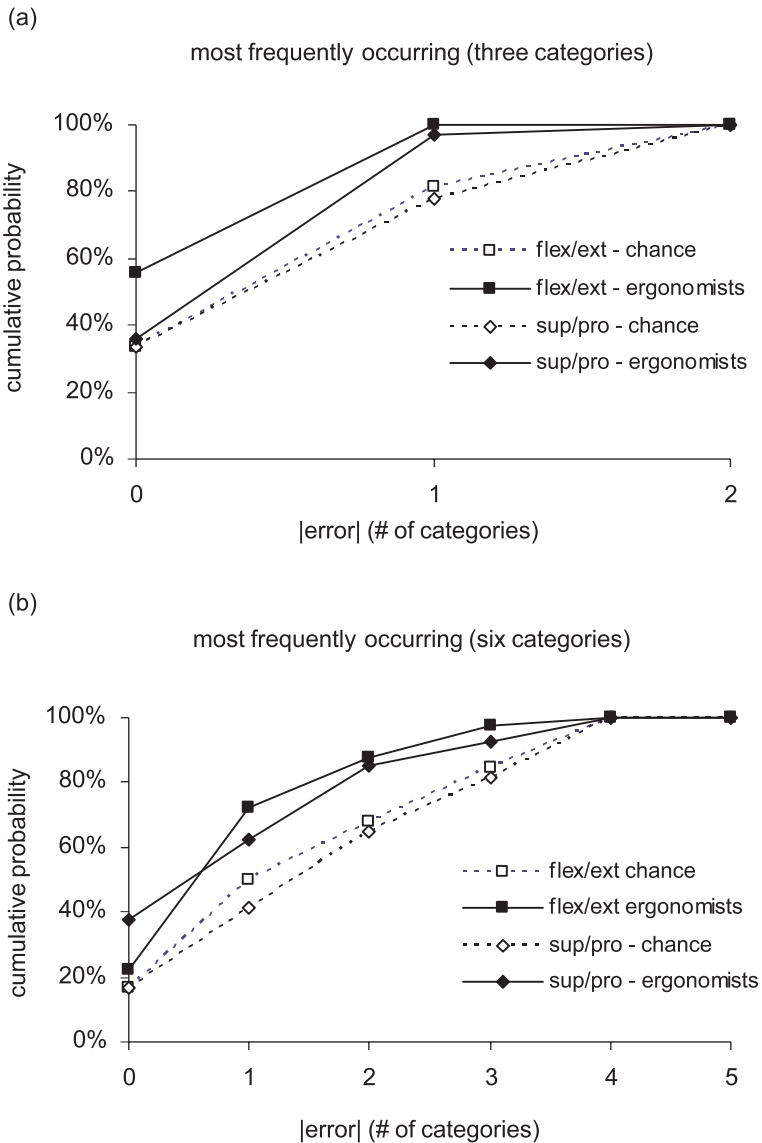 (a)
most frequently occurring (three categories)
100%
80%
60%
40%
20%
0%
cumulative probability
flex/ext - chance
flex/ext - ergonomists
sup/pro - chance
sup/pro - ergonomists
0 1 2
|error| (# of categories)
(b)
most frequently occurring (six categories)
100%
80%
60%
40%
20%
0%
cumulative probability
flex/ext chance
flex/ext ergonomists
sup/pro - chance
sup/pro - ergonomists
0 1 2 3 4 5
|error| (# of categories)